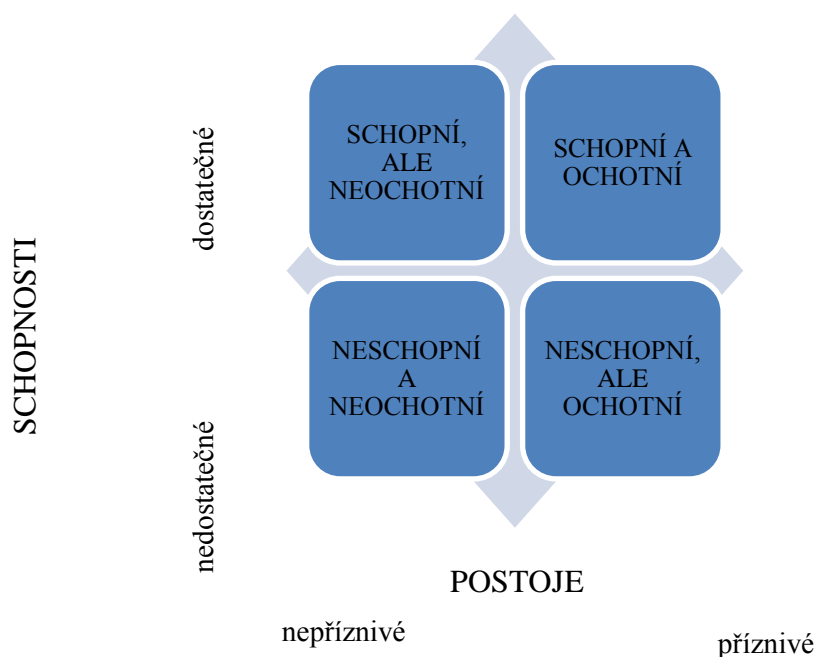 SCHOPNOSTI
dostatečné
nedostatečné
SCHOPNÍ,
ALE
NEOCHOTNÍ
SCHOPNÍ A
OCHOTNÍ
NESCHOPNÍ
A
NEOCHOTNÍ
NESCHOPNÍ,
ALE
OCHOTNÍ
POSTOJE
nepříznivé
příznivé